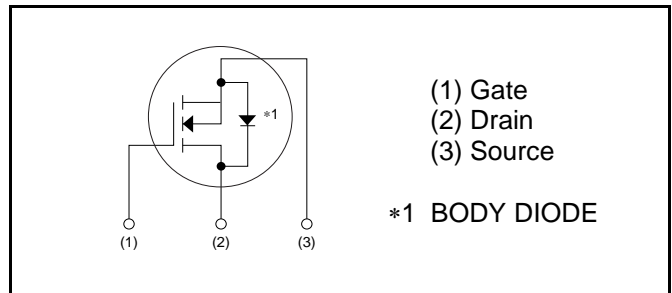 *1
(1) (2) (3)
(1) Gate
(2) Drain
(3) Source
*1 BODY DIODE